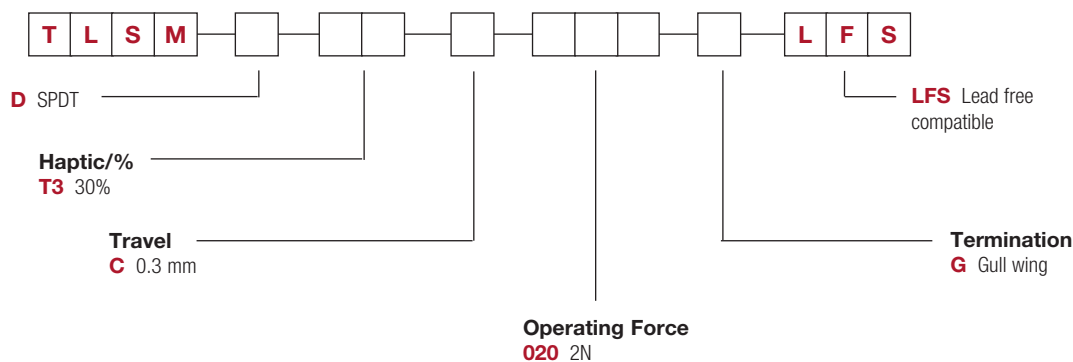 T L S M L F S
D SPDT
LFS Lead free
compatible
Haptic/%
T3 30%
Travel
C 0.3 mm
Termination
G Gull wing
Operating Force
020 2N